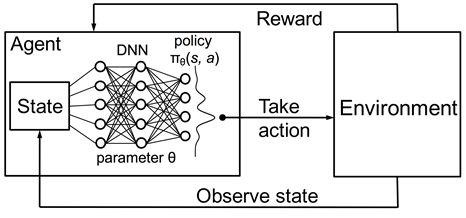 Reward
Agent
DNN
policy
πθ(s, a)
State
Take
action
Environment
parameter θ
Observe state